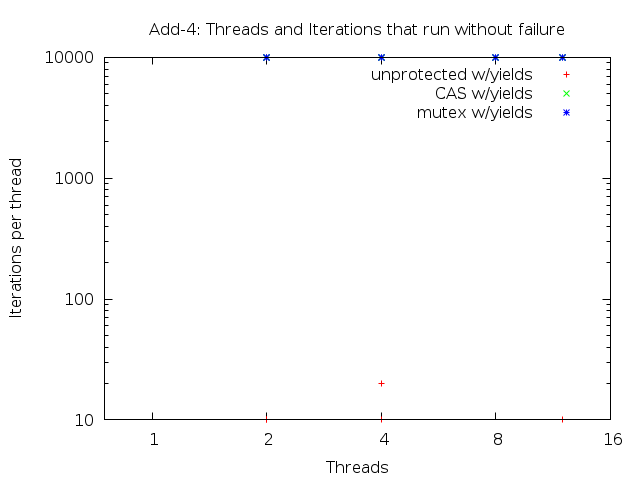 Add-4: Threads and Iterations that run without failure
10000
unprotected w/yields
CAS w/yields
mutex w/yields
1000
Iterations per thread
100
10
1 2 4 8 16
Threads